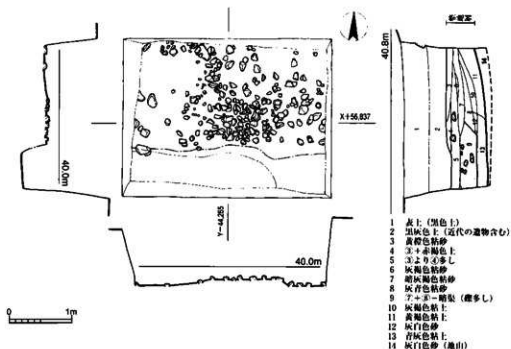 40.8m
X+56,837
Y-44,265
40.0m
40.0m
0 1m
1 表土（黒色土）
2 黒灰色土（近代の遺物含む）
3 黄橙色粘砂
4 ③+赤褐色土
5 ③より④多し
6 灰褐色粘砂
7 暗灰褐色粘砂
8 灰青色粘砂
9 ⑦+⑧-暗渠（礫多し）
10 灰褐色粘土
11 黄褐色粘土
12 灰白色砂
13 青灰色粘土
14 灰白色砂（地山）